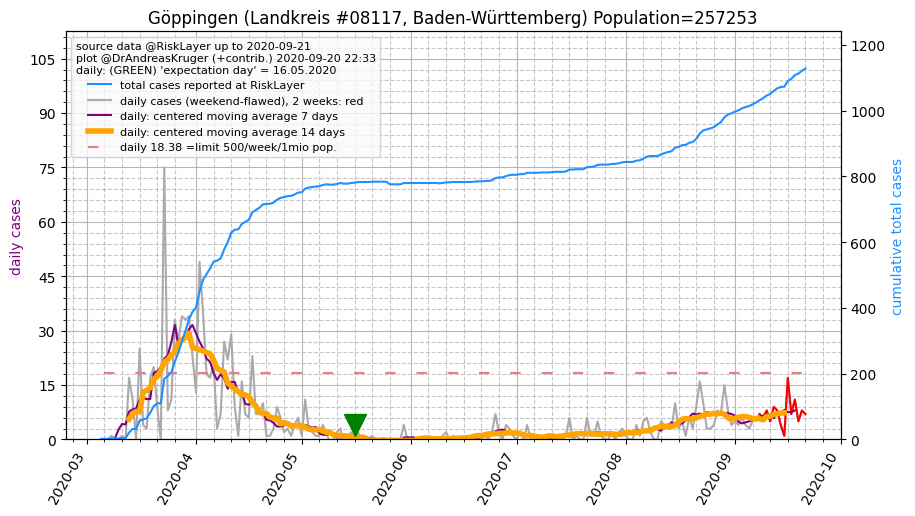 Göppingen (Landkreis #08117, Baden-Württemberg) Population=257253
source data @RiskLayer up to 2020-09-21
plot @DrAndreasKruger (+contrib.) 2020-09-20 22:33
daily: (GREEN) 'expectation day' = 16.05.2020
total cases reported at RiskLayer
daily cases (weekend-flawed), 2 weeks: red
daily: centered moving average 7 days
daily: centered moving average 14 days
daily 18.38 =limit 500/week/1mio pop.
daily cases
105
90
75
60
45
30
15
0
cumulative total cases
1200
1000
800
600
400
200
0
2020-03
2020-04
2020-05
2020-06
2020-07
2020-08
2020-09
2020-10